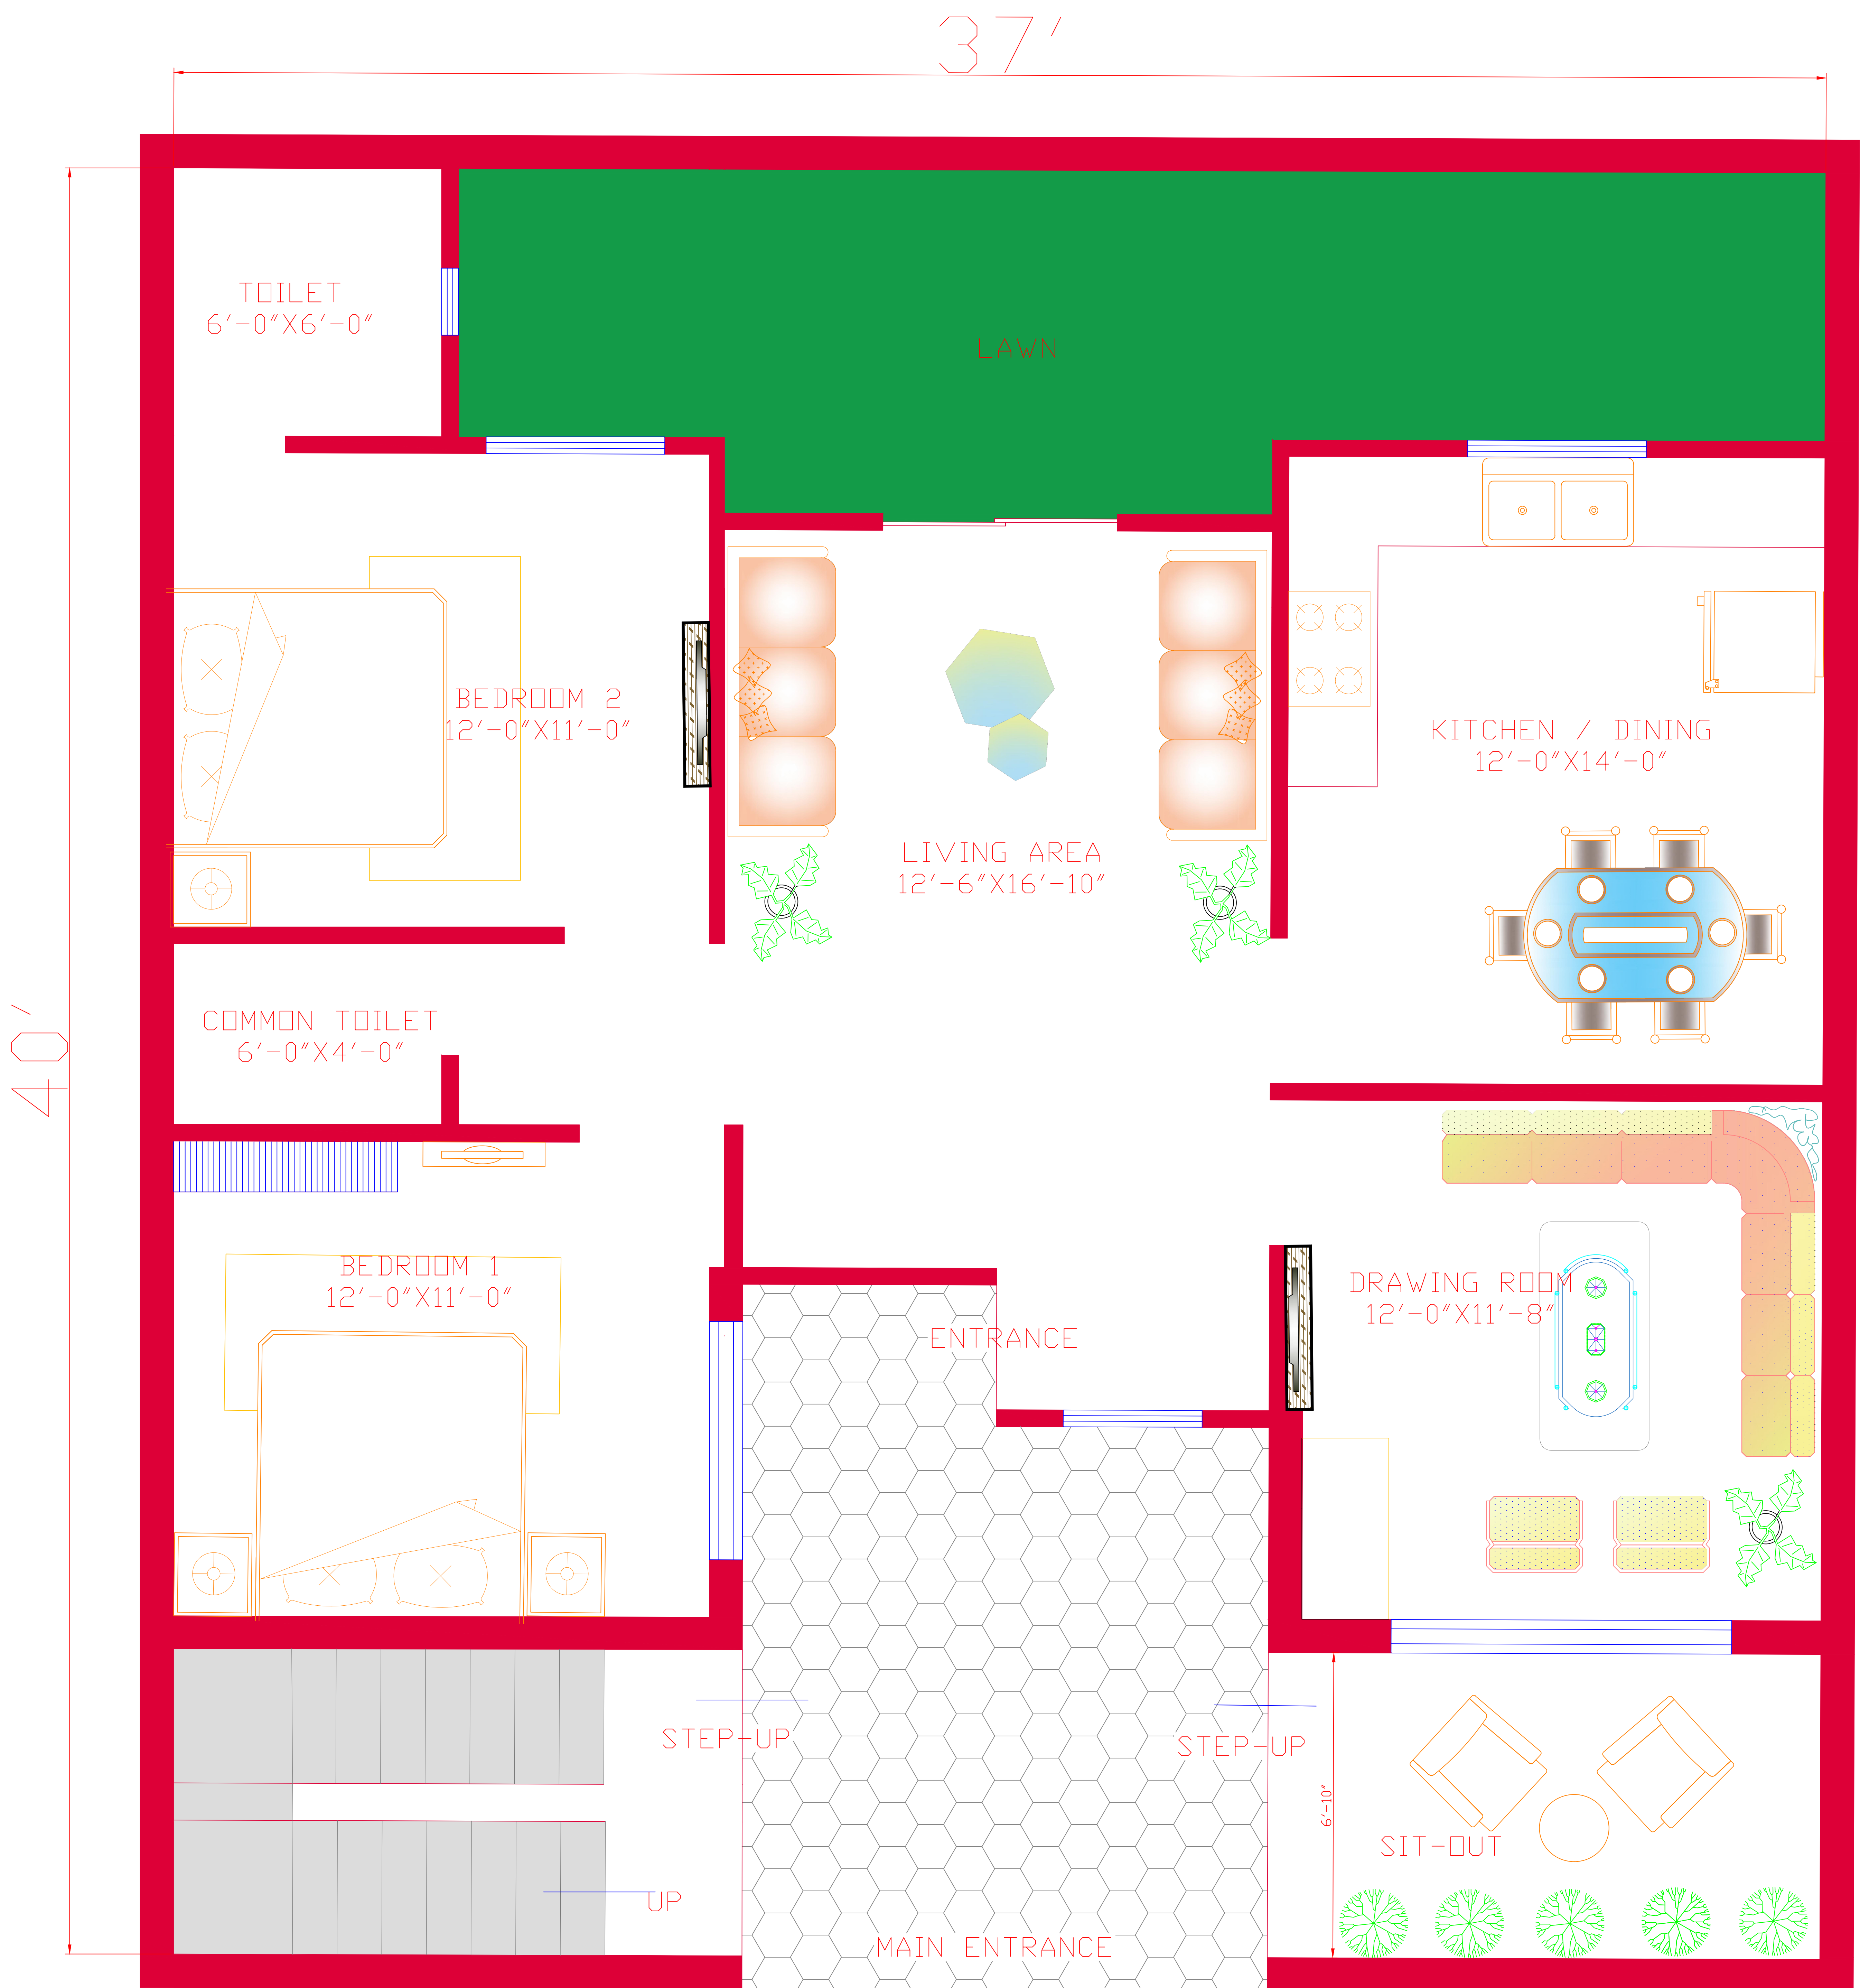 37'
TOILET
6'-0"X6'-0"
LAWN
BEDROOM 2
12'-0"X11'-0"
KITCHEN / DINING
12'-0"X14'-0"
LIVING AREA
12'-6"X16'-10"
40'
COMMON TOILET
6'-0"X4'-0"
BEDROOM 1
12'-0"X11'-0"
DRAWING ROOM
12'-0"X11'-8"
ENTRANCE
STEP-UP
STEP-UP
6'-10"
SIT-OUT
UP
MAIN ENTRANCE